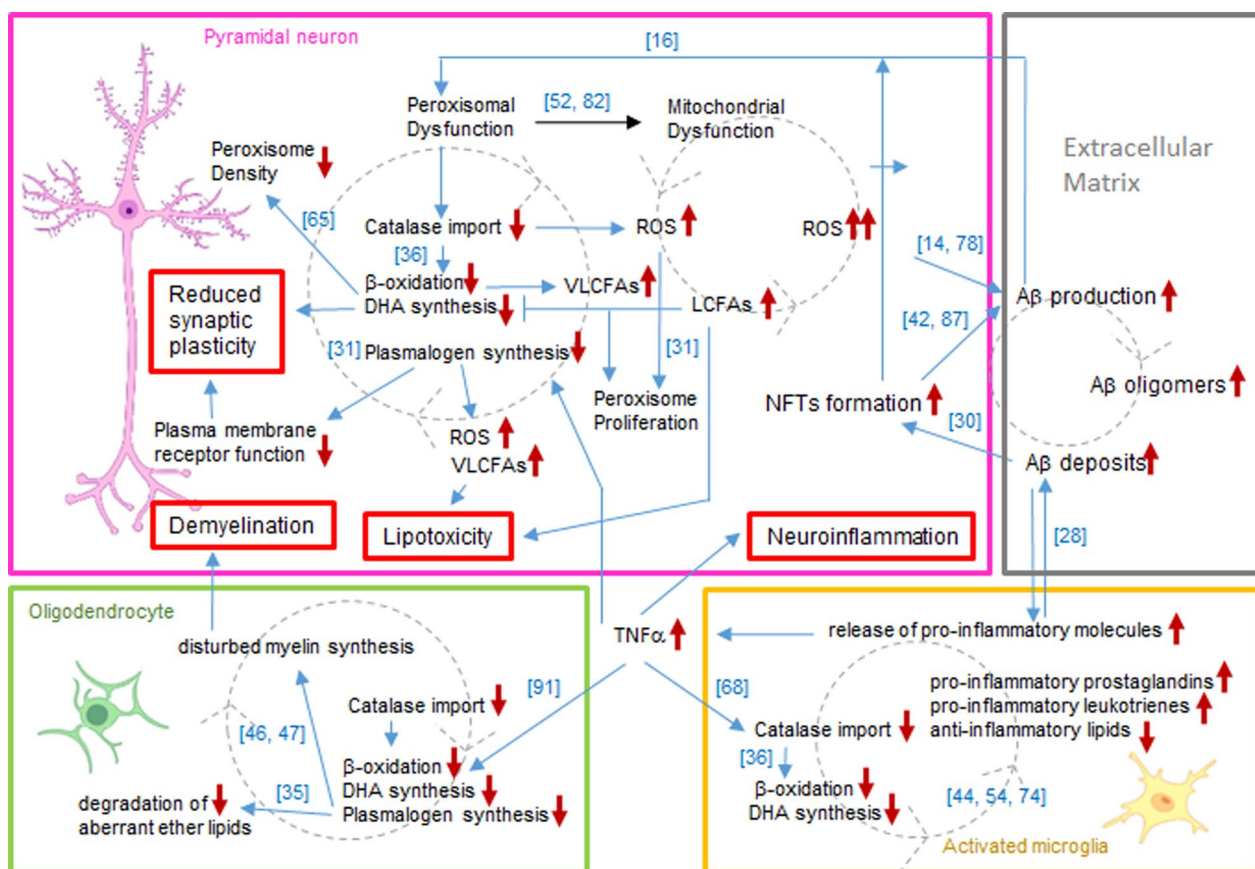 Pyramidal neuron
[16]
Peroxisomal
Dysfunction
[52, 82]
Mitochondrial
Dysfunction
Extracellular
Matrix
Peroxisome
Density
[65]
Catalase import
ROS
ROS
[14, 78]
[36]
β-oxidation
DHA synthesis
VLCFAs
LCFAs
Aβ production
Reduced
synaptic
plasticity
[42, 87]
[31]
Plasmalogen synthesis
[31]
Peroxisome
Proliferation
NFTs formation
Aβ oligomers
[30]
Plasma membrane
receptor function
ROS
VLCFAs
Aβ deposits
Demyelination
Lipotoxicity
Neuroinflammation
[28]
Oligodendrocyte
disturbed myelin synthesis
TNFα
release of pro-inflammatory molecules
[91]
[68]
Catalase import
pro-inflammatory prostaglandins
pro-inflammatory leukotrienes
anti-inflammatory lipids
[46, 47]
Catalase import
[36]
β-oxidation
DHA synthesis
Plasmalogen synthesis
[35]
degradation of
aberrant ether lipids
β-oxidation
DHA synthesis
[44, 54, 74]
Activated microglia